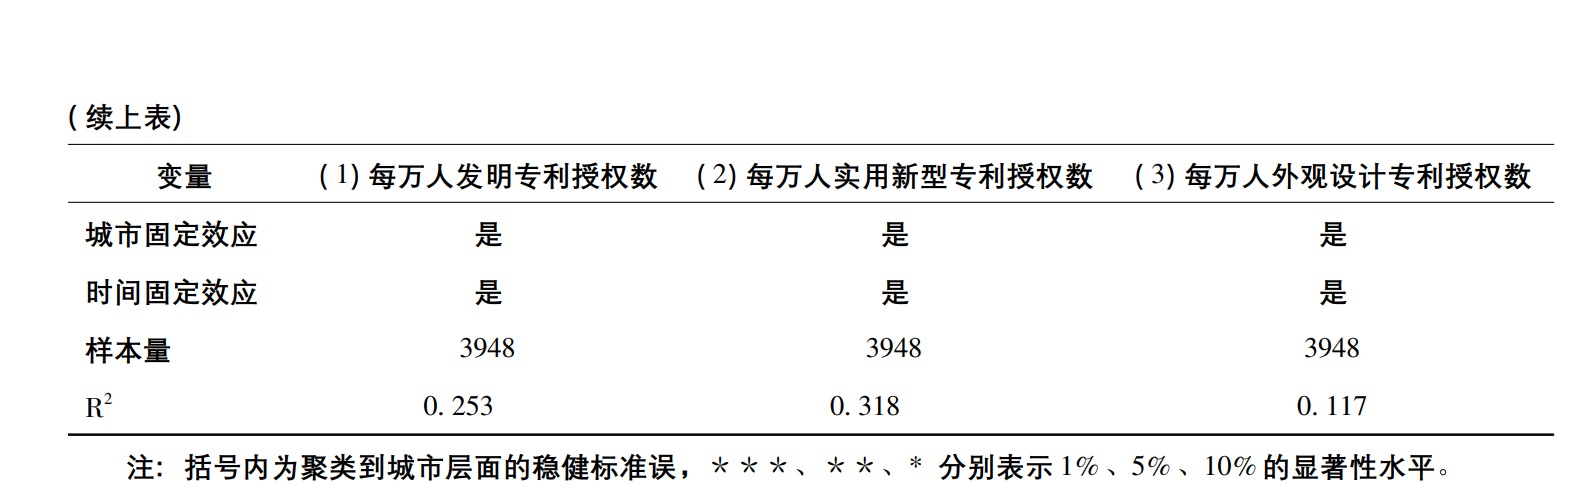 (续上表)
变量 (1)每万人发明专利授权数 (2)每万人实用新型专利授权数 (3)每万人外观设计专利授权数
城市固定效应 是 是 是
时间固定效应 是 是 是
样本量 3948 3948 3948
R² 0.253 0.318 0.117
注：括号内为聚类到城市层面的稳健标准误，＊＊＊、＊＊、* 分别表示1%、5%、10%的显著性水平。